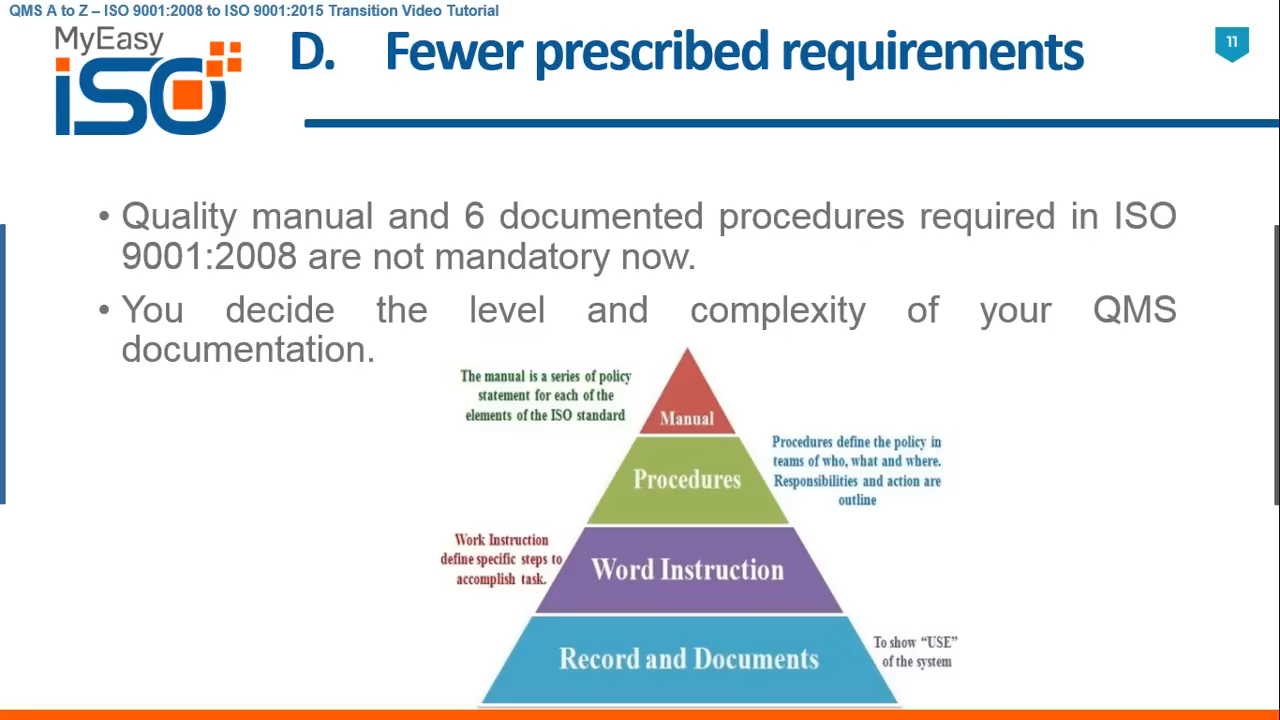 QMS A to Z – ISO 9001:2008 to ISO 9001:2015 Transition Video Tutorial
MyEasy
iSO
D. Fewer prescribed requirements
11
• Quality manual and 6 documented procedures required in ISO
9001:2008 are not mandatory now.
• You decide the level and complexity of your QMS
documentation.
The manual is a series of policy
statement for each of the
elements of the ISO standard
Manual
Procedures define the policy in
teams of who, what and where.
Responsibilities and action are
outline
Procedures
Work Instruction
define specific steps to
accomplish task.
Word Instruction
Record and Documents
To show “USE”
of the system